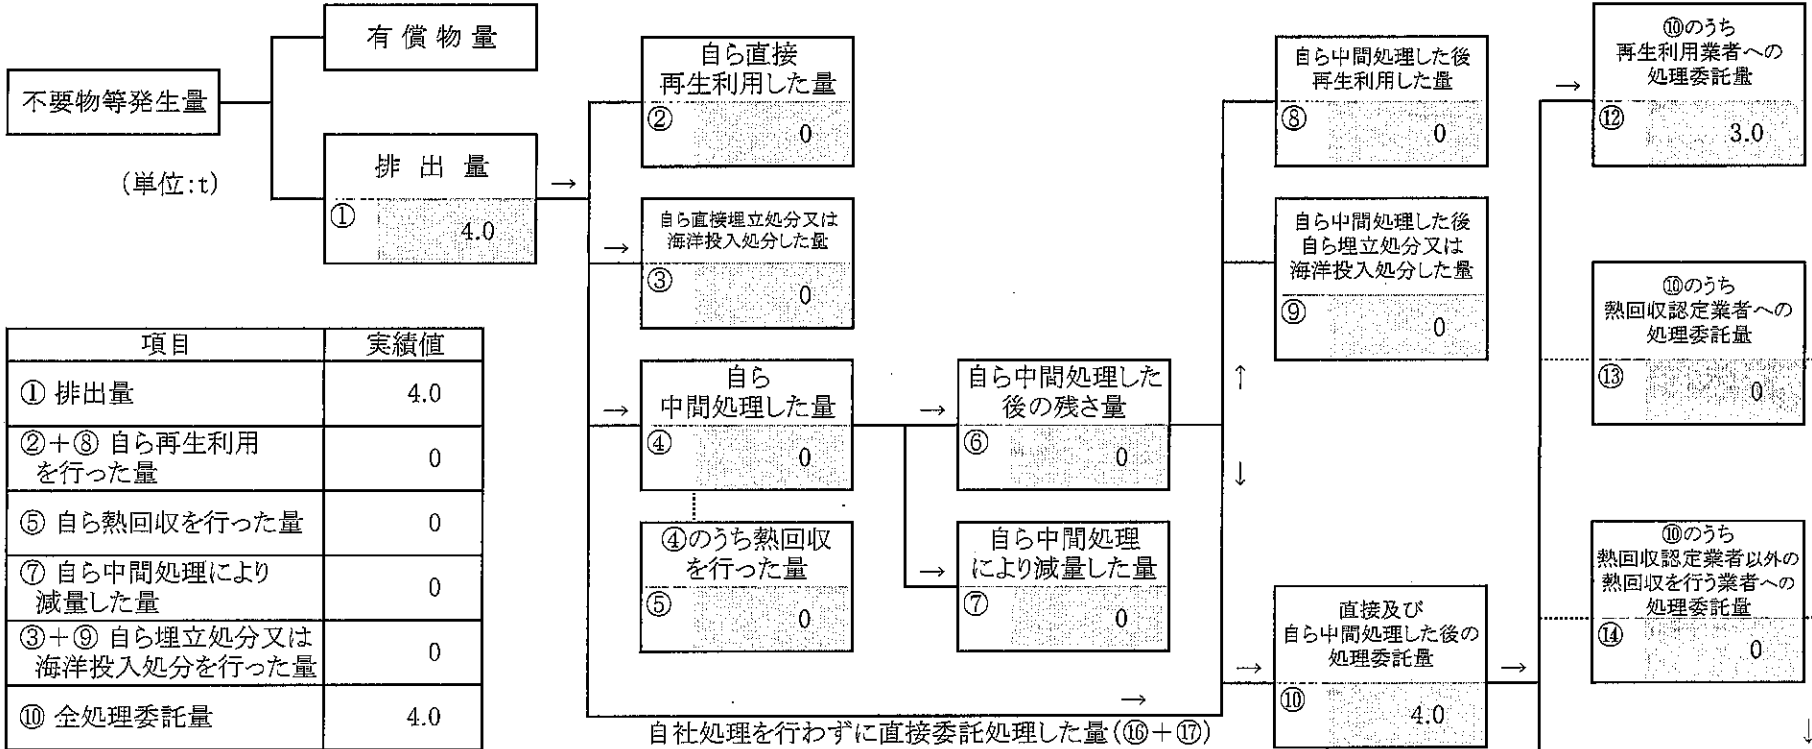 有 償 物 量
不要物等発生量
(単位:t)
排 出 量
①
4.0
→
自ら直接
再生利用した量
②
0
→
自ら直接埋立処分又は
海洋投入処分した量
③
0
→
自ら
中間処理した量
④
0
④のうち熱回収
を行った量
⑤
0
→
自ら中間処理した
後の残さ量
⑥
0
→
自ら中間処理
により減量した量
⑦
0
↑
↓
自ら中間処理した後
再生利用した量
⑧
0
自ら中間処理した後
自ら埋立処分又は
海洋投入処分した量
⑨
0
→
自社処理を行わずに直接委託処理した量(⑯+⑰)
→
直接及び
自ら中間処理した後の
処理委託量
⑩
4.0
→
→
⑩のうち
再生利用業者への
処理委託量
⑫
3.0
⑩のうち
熱回収認定業者への
処理委託量
⑬
0
⑩のうち
熱回収認定業者以外の
熱回収を行う業者への
処理委託量
⑭
0
↓
項目 実績値
① 排出量 4.0
②+⑧ 自ら再生利用
を行った量 0
⑤ 自ら熱回収を行った量 0
⑦ 自ら中間処理により
減量した量 0
③+⑨ 自ら埋立処分又は
海洋投入処分を行った量 0
⑩ 全処理委託量 4.0